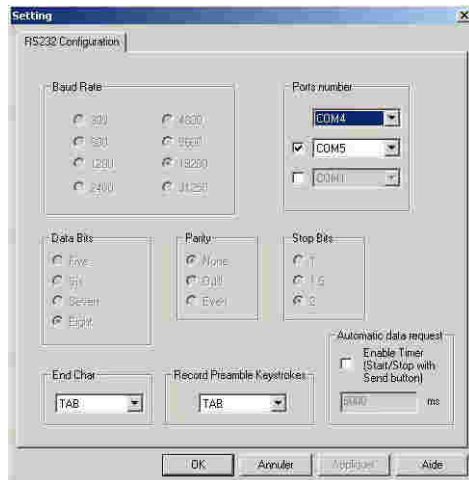 Setting
RS232 Configuration
Baud Rate
300
4800
600
9600
1200
19200
2400
31250
Ports number
COM4
COM5
COM1
Data Bits
Five
Six
Seven
Eight
Parity
None
Odd
Even
Stop Bits
1
1.5
2
Automatic data request
Enable Timer
(Start/Stop with
Send button)
ms
End Char
TAB
Record Preamble Keystrokes
TAB
OK
Annuler
Appliquer
Aide